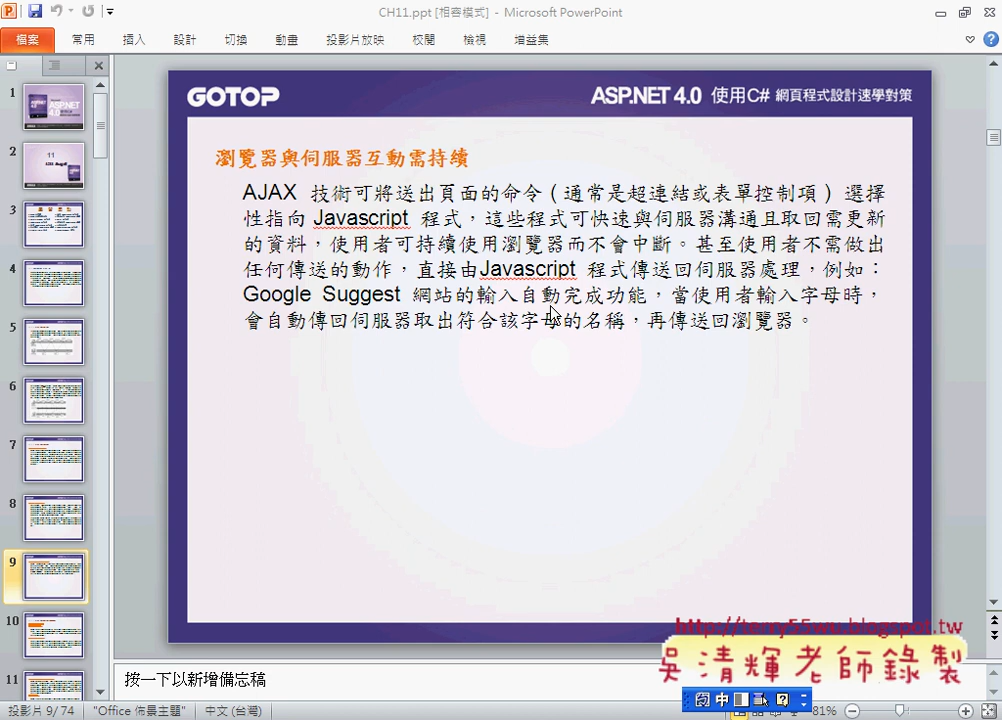 CH11.ppt [相容模式] - Microsoft PowerPoint
檔案 常用 插入 設計 切換 動畫 投影片放映 校閱 檢視 增益集
GOTOP
ASP.NET 4.0 使用C# 網頁程式設計速學對策
瀏覽器與伺服器互動需持續
AJAX 技術可將送出頁面的命令（通常是超連結或表單控制項）選擇
性指向 Javascript 程式，這些程式可快速與伺服器溝通且取回需更新
的資料，使用者可持續使用瀏覽器而不會中斷。甚至使用者不需做出
任何傳送的動作，直接由Javascript 程式傳送回伺服器處理，例如：
Google Suggest 網站的輸入自動完成功能，當使用者輸入字母時，
會自動傳回伺服器取出符合該字母的名稱，再傳送回瀏覽器。
1
2
3
4
5
6
7
8
9
10
11
http://terry55wu.blogspot.tw
吳清輝老師錄製
按一下以新增備忘稿
中
投影片 9/74 "Office 佈景主題" 中文 (台灣) 81%